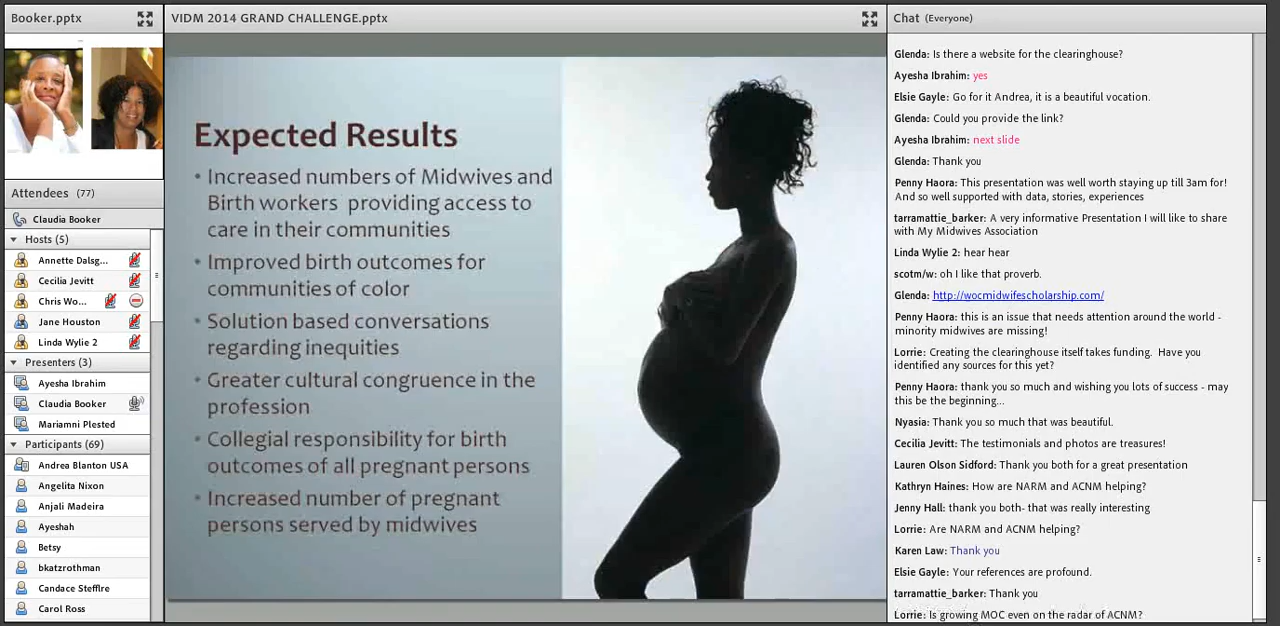 Booker.pptx
VIDM 2014 GRAND CHALLENGE.pptx
Chat (Everyone)
Attendees (77)
Claudia Booker
Hosts (5)
Annette Dalsg...
Cecilia Jevitt
Chris Wo...
Jane Houston
Linda Wylie 2
Presenters (3)
Ayesha Ibrahim
Claudia Booker
Mariamni Plested
Participants (69)
Andrea Blanton USA
Angelita Nixon
Anjali Madeira
Ayeshah
Betsy
bkatzrothman
Candace Stefflre
Carol Ross
Expected Results
• Increased numbers of Midwives and
Birth workers providing access to
care in their communities
• Improved birth outcomes for
communities of color
• Solution based conversations
regarding inequities
• Greater cultural congruence in the
profession
• Collegial responsibility for birth
outcomes of all pregnant persons
• Increased number of pregnant
persons served by midwives
Glenda: Is there a website for the clearinghouse?
Ayesha Ibrahim: yes
Elsie Gayle: Go for it Andrea, it is a beautiful vocation.
Glenda: Could you provide the link?
Ayesha Ibrahim: next slide
Glenda: Thank you
Penny Haora: This presentation was well worth staying up till 3am for!
And so well supported with data, stories, experiences
tarramattie_barker: A very informative Presentation I will like to share
with My Midwives Association
Linda Wylie 2: hear hear
scotm/w: oh I like that proverb.
Glenda: http://wocmidwifescholarship.com/
Penny Haora: this is an issue that needs attention around the world -
minority midwives are missing!
Lorrie: Creating the clearinghouse itself takes funding. Have you
identified any sources for this yet?
Penny Haora: thank you so much and wishing you lots of success - may
this be the beginning...
Nyasia: Thank you so much that was beautiful.
Cecilia Jevitt: The testimonials and photos are treasures!
Lauren Olson Sidford: Thank you both for a great presentation
Kathryn Haines: How are NARM and ACNM helping?
Jenny Hall: thank you both- that was really interesting
Lorrie: Are NARM and ACNM helping?
Karen Law: Thank you
Elsie Gayle: Your references are profound.
tarramattie_barker: Thank you
Lorrie: Is growing MOC even on the radar of ACNM?